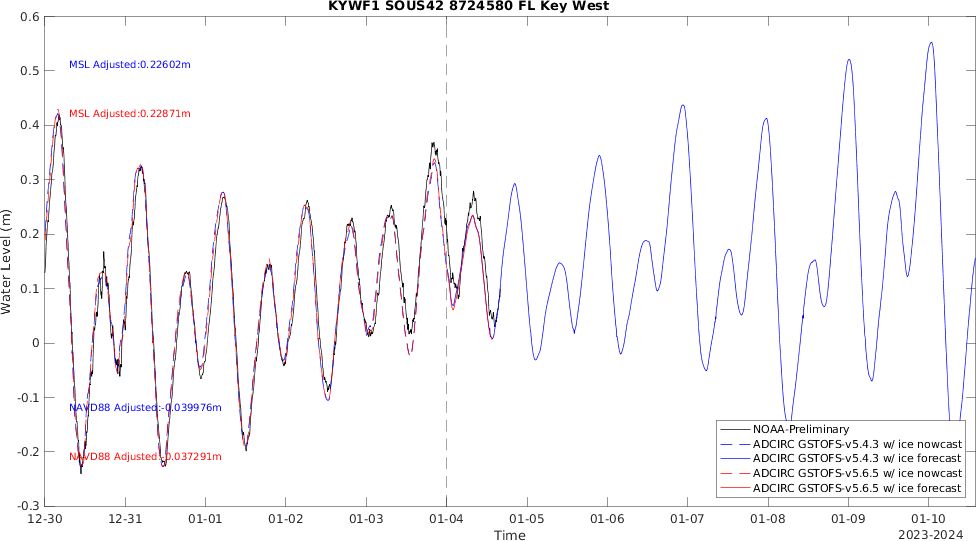 KYWF1 SOUS42 8724580 FL Key West
0.6
0.5
0.4
0.3
0.2
0.1
0
-0.1
-0.2
-0.3
Water Level (m)
MSL Adjusted:0.22602m
MSL Adjusted:0.22871m
NAVD88 Adjusted:-0.039976m
NAVD88 Adjusted:-0.037291m
NOAA-Preliminary
ADCIRC GSTOFS-v5.4.3 w/ ice nowcast
ADCIRC GSTOFS-v5.4.3 w/ ice forecast
ADCIRC GSTOFS-v5.6.5 w/ ice nowcast
ADCIRC GSTOFS-v5.6.5 w/ ice forecast
12-30 12-31 01-01 01-02 01-03 01-04 01-05 01-06 01-07 01-08 01-09 01-10
2023-2024
Time